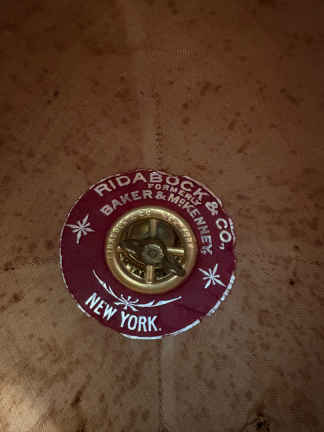 RIDABOCK & CO.,
FORMERLY
BAKER & McKENNEY
NEW YORK.